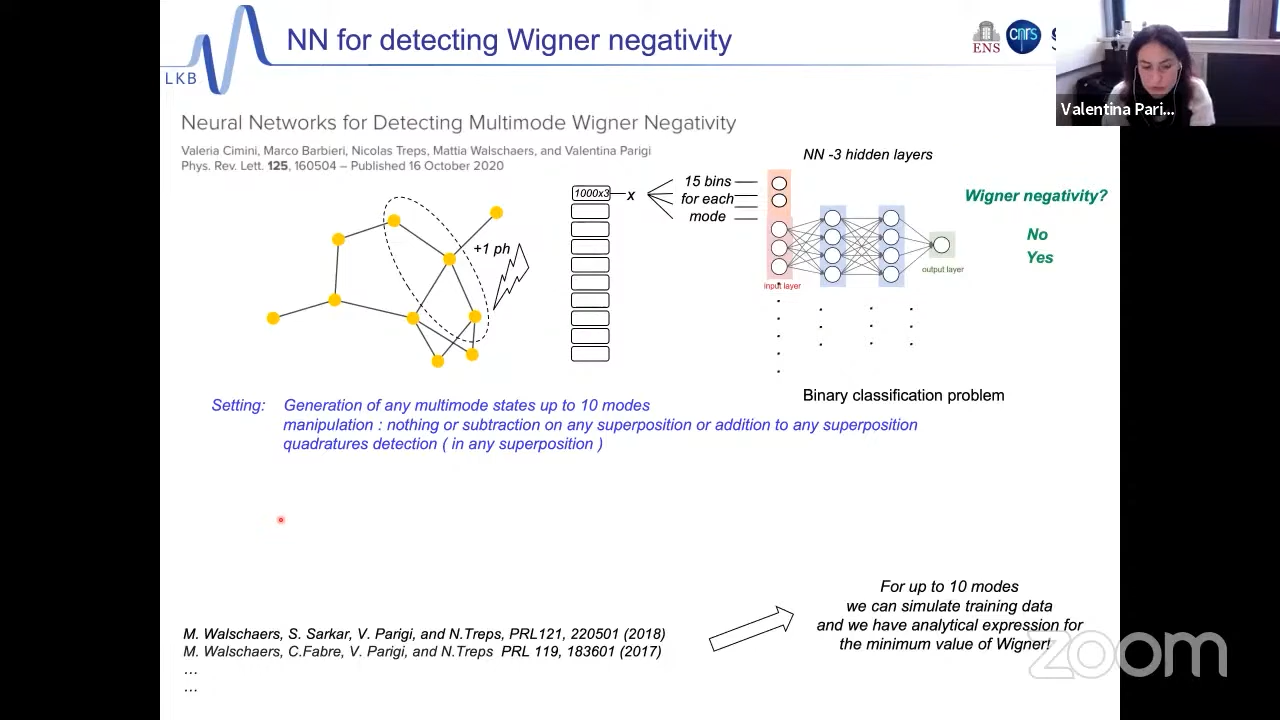 LKB
NN for detecting Wigner negativity
ENS
cnrs
S
Valentina Pari...
Neural Networks for Detecting Multimode Wigner Negativity
Valeria Cimini, Marco Barbieri, Nicolas Treps, Mattia Walschaers, and Valentina Parigi
Phys. Rev. Lett. 125, 160504 – Published 16 October 2020
NN -3 hidden layers
+1 ph
1000x3
x
15 bins
for each
mode
input layer
output layer
Wigner negativity?
No
Yes
Binary classification problem
Setting: Generation of any multimode states up to 10 modes
manipulation : nothing or subtraction on any superposition or addition to any superposition
quadratures detection ( in any superposition )
For up to 10 modes
we can simulate training data
and we have analytical expression for
the minimum value of Wigner!
M. Walschaers, S. Sarkar, V. Parigi, and N.Treps, PRL121, 220501 (2018)
M. Walschaers, C.Fabre, V. Parigi, and N.Treps PRL 119, 183601 (2017)
...
...
zoom